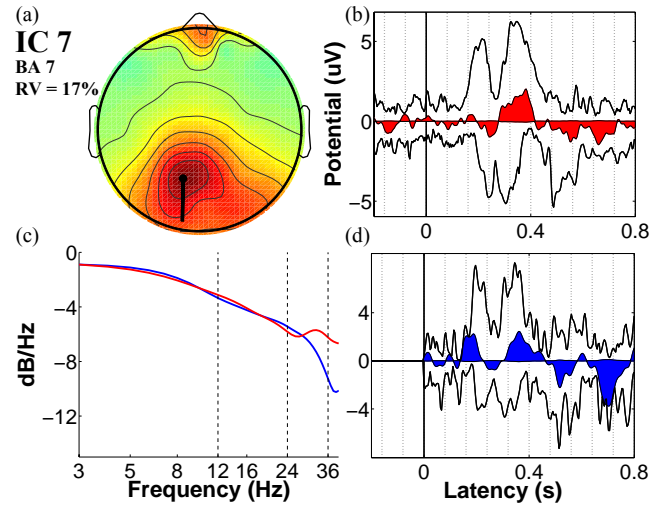 (a)
IC 7
BA 7
RV = 17%
(b)
Potential (uV)
5
0
−5
0
0.4
0.8
(c)
dB/Hz
0
−4
−8
−12
3
5
8
12
16
24
36
Frequency (Hz)
(d)
4
0
−4
0
0.4
0.8
Latency (s)